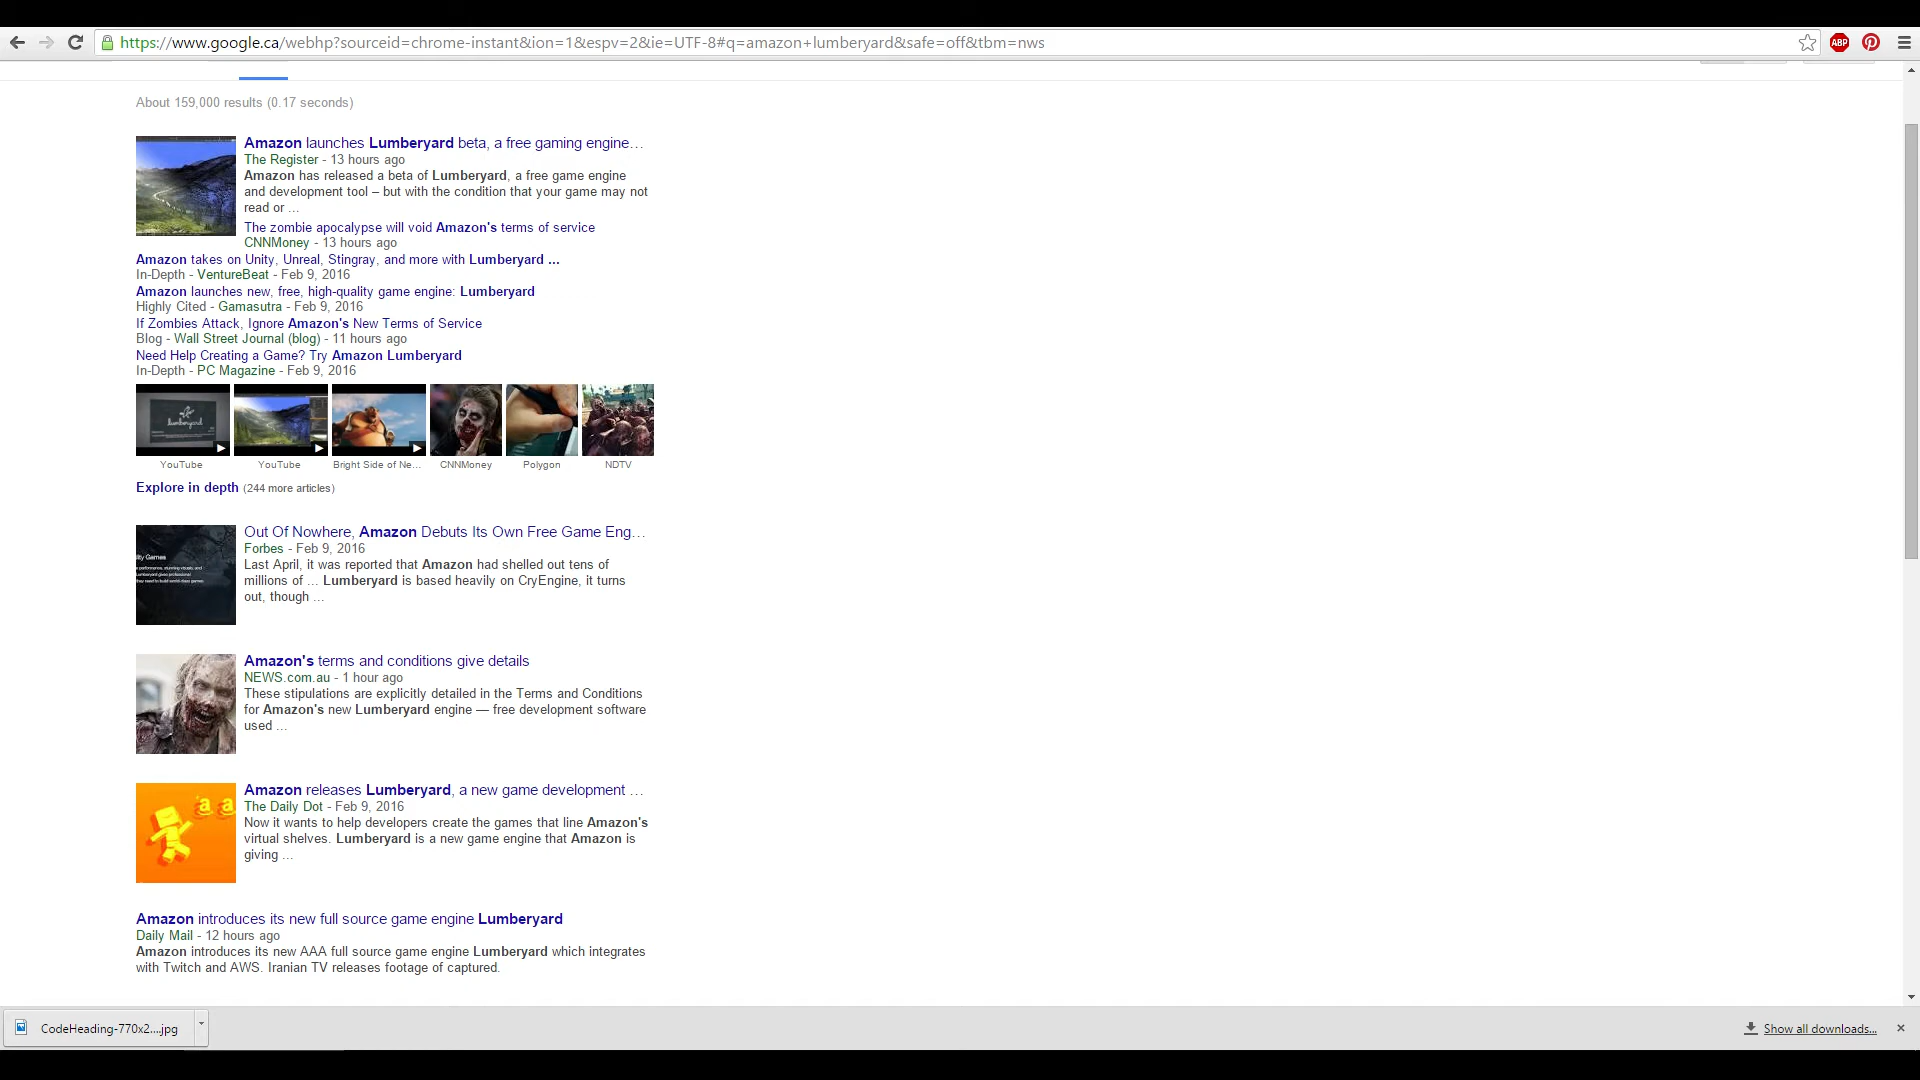 https://www.google.ca/webhp?sourceid=chrome-instant&ion=1&espv=2&ie=UTF-8#q=amazon+lumberyard&safe=off&tbm=nws
ABP
About 159,000 results (0.17 seconds)
Amazon launches Lumberyard beta, a free gaming engine...
The Register - 13 hours ago
Amazon has released a beta of Lumberyard, a free game engine
and development tool – but with the condition that your game may not
read or ...
The zombie apocalypse will void Amazon's terms of service
CNNMoney - 13 hours ago
Amazon takes on Unity, Unreal, Stingray, and more with Lumberyard ...
In-Depth - VentureBeat - Feb 9, 2016
Amazon launches new, free, high-quality game engine: Lumberyard
Highly Cited - Gamasutra - Feb 9, 2016
If Zombies Attack, Ignore Amazon's New Terms of Service
Blog - Wall Street Journal (blog) - 11 hours ago
Need Help Creating a Game? Try Amazon Lumberyard
In-Depth - PC Magazine - Feb 9, 2016
lumberyard
YouTube
YouTube
Bright Side of Ne...
CNNMoney
Polygon
NDTV
Explore in depth (244 more articles)
Out Of Nowhere, Amazon Debuts Its Own Free Game Eng...
Forbes - Feb 9, 2016
Last April, it was reported that Amazon had shelled out tens of
millions of ... Lumberyard is based heavily on CryEngine, it turns
out, though ...
lity Games
Amazon's terms and conditions give details
NEWS.com.au - 1 hour ago
These stipulations are explicitly detailed in the Terms and Conditions
for Amazon's new Lumberyard engine — free development software
used ...
Amazon releases Lumberyard, a new game development ...
The Daily Dot - Feb 9, 2016
Now it wants to help developers create the games that line Amazon's
virtual shelves. Lumberyard is a new game engine that Amazon is
giving ...
a a
Amazon introduces its new full source game engine Lumberyard
Daily Mail - 12 hours ago
Amazon introduces its new AAA full source game engine Lumberyard which integrates
with Twitch and AWS. Iranian TV releases footage of captured.
CodeHeading-770x2....jpg
Show all downloads...